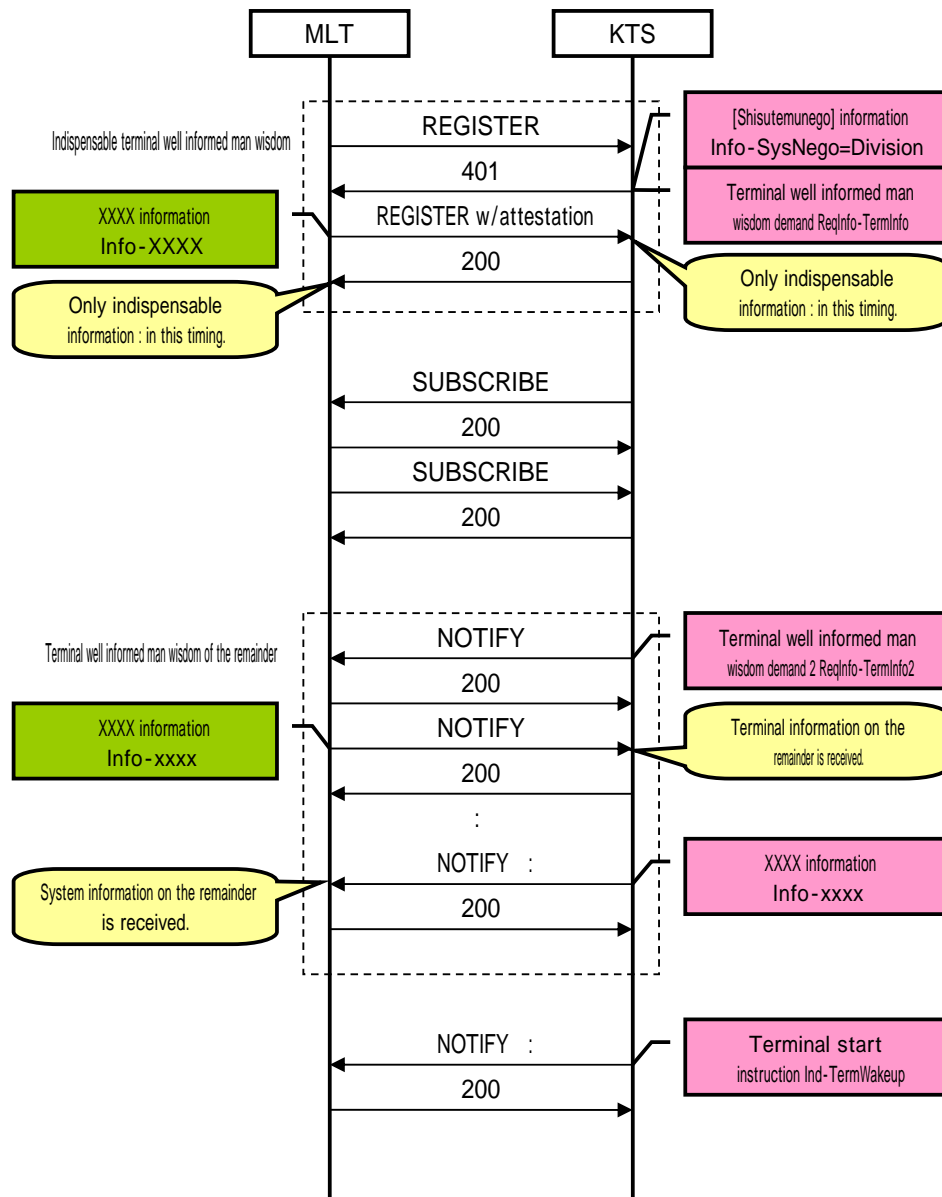 MLT
KTS
[Shisutemunego] information
Info-SysNego=Division
REGISTER
Indispensable terminal well informed man wisdom
401
Terminal well informed man
wisdom demand ReqInfo-TermInfo
XXXX information
Info-XXXX
REGISTER w/attestation
200
Only indispensable
information : in this timing.
Only indispensable
information : in this timing.
SUBSCRIBE
200
SUBSCRIBE
200
NOTIFY
Terminal well informed man
wisdom demand 2 ReqInfo-TermInfo2
Terminal well informed man wisdom of the remainder
200
XXXX information
Info-xxxx
NOTIFY
Terminal information on the
remainder is received.
200
:
NOTIFY :
XXXX information
Info-xxxx
System information on the remainder
is received.
200
NOTIFY :
Terminal start
instruction Ind-TermWakeup
200